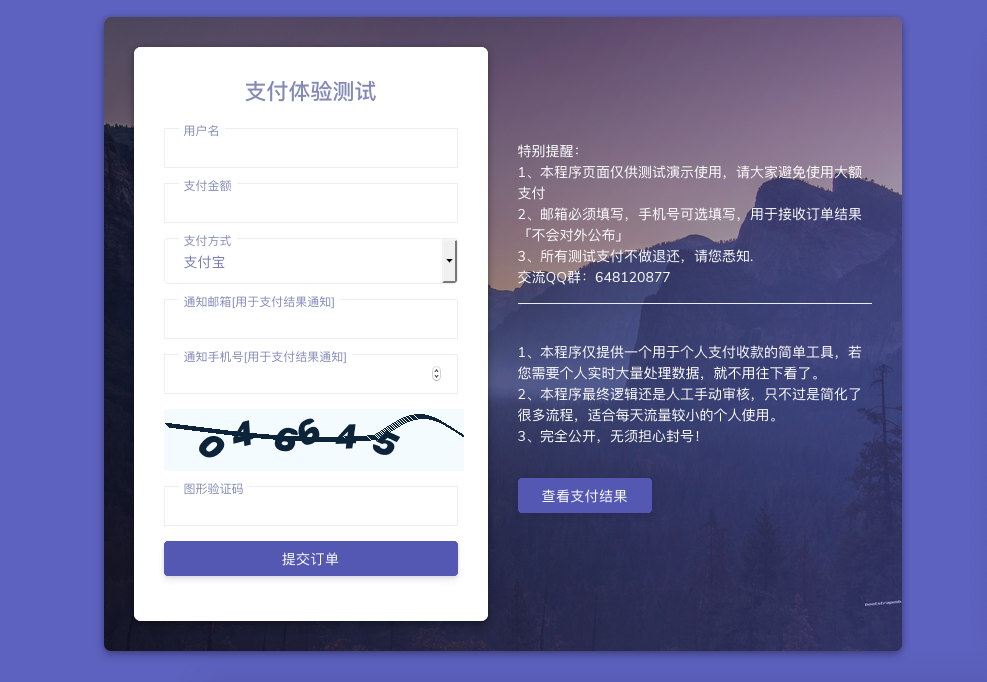 支付体验测试
用户名
支付金额
支付方式
支付宝
通知邮箱[用于支付结果通知]
通知手机号[用于支付结果通知]
046645
图形验证码
提交订单
特别提醒：
1、本程序页面仅供测试演示使用，请大家避免使用大额
支付
2、邮箱必须填写，手机号可选填写，用于接收订单结果
「不会对外公布」
3、所有测试支付不做退还，请您悉知.
交流QQ群：648120877
1、本程序仅提供一个用于个人支付收款的简单工具，若
您需要个人实时大量处理数据，就不用往下看了。
2、本程序最终逻辑还是人工手动审核，只不过是简化了
很多流程，适合每天流量较小的个人使用。
3、完全公开，无须担心封号！
查看支付结果